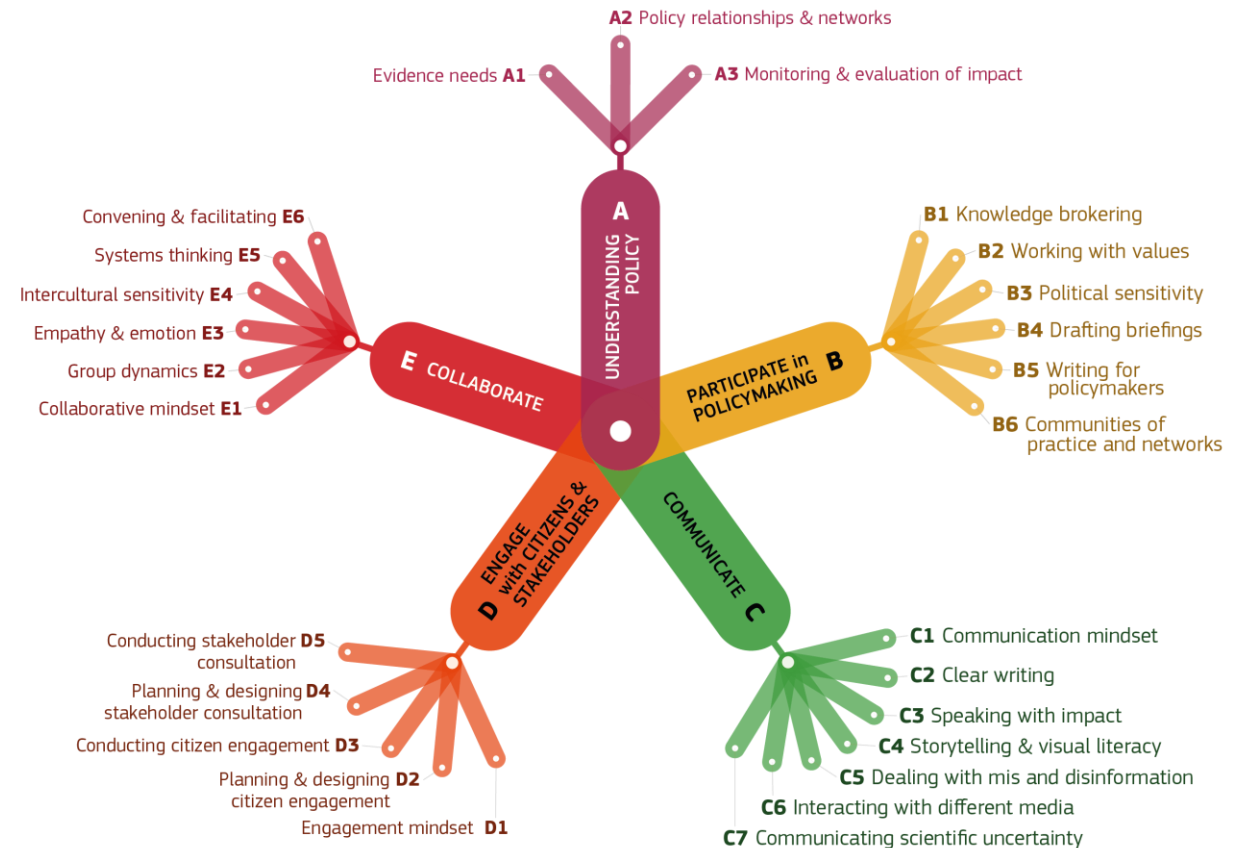 A2 Policy relationships & networks
Evidence needs A1
A3 Monitoring & evaluation of impact
A
UNDERSTANDING
POLICY
B1 Knowledge brokering
B2 Working with values
B3 Political sensitivity
B4 Drafting briefings
B5 Writing for
policymakers
B6 Communities of
practice and networks
PARTICIPATE in
POLICYMAKING
B
Convening & facilitating E6
Systems thinking E5
Intercultural sensitivity E4
Empathy & emotion E3
Group dynamics E2
Collaborative mindset E1
E COLLABORATE
COMMUNICATE C
C1 Communication mindset
C2 Clear writing
C3 Speaking with impact
C4 Storytelling & visual literacy
C5 Dealing with mis and disinformation
C6 Interacting with different media
C7 Communicating scientific uncertainty
D
ENGAGE
with CITIZENS &
STAKEHOLDERS
Conducting stakeholder D5
consultation
Planning & designing D4
stakeholder consultation
Conducting citizen engagement D3
Planning & designing D2
citizen engagement
Engagement mindset D1